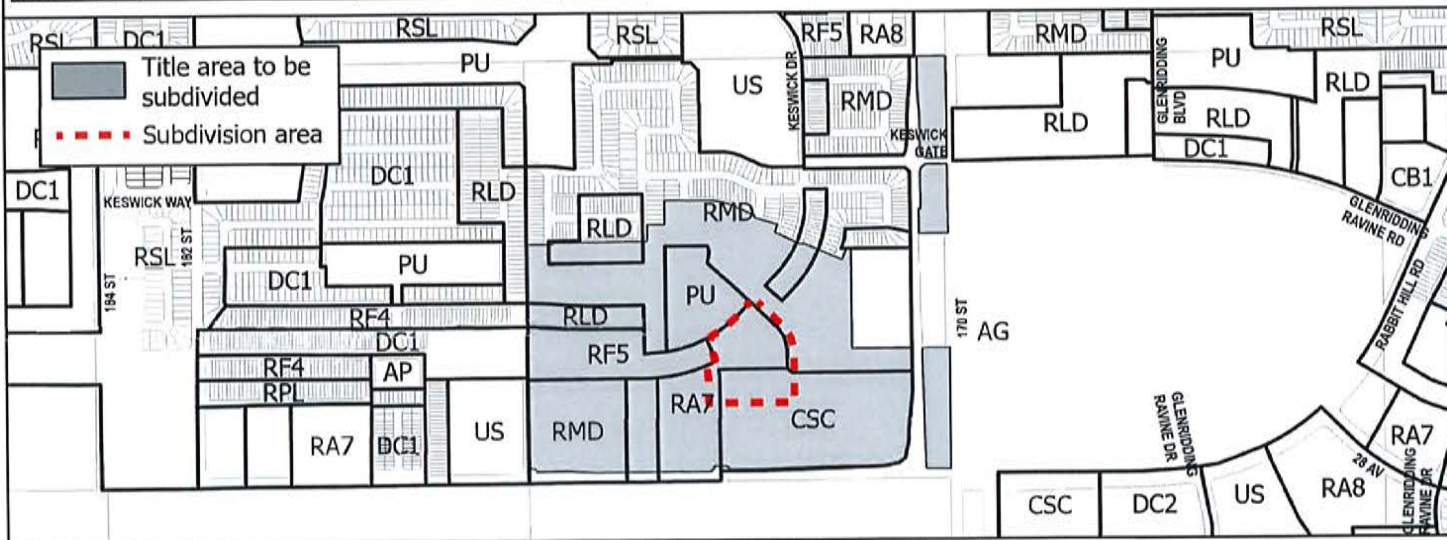 RSL
DC1
RSL
RSL
RF5
RA8
RMD
RSL
Title area to be
subdivided
Subdivision area
PU
US
KESWICK DR
RMD
KESWICK
GATE
RLD
GLENRIDDING
BLVD
PU
RLD
RLD
DC1
CB1
DC1
DC1
RLD
KESWICK WAY
RMD
RLD
GLENRIDDING
RAVINE RD
RSL
182 ST
184 ST
DC1
PU
PU
RABBIT HILL RD
RF4
RLD
170 ST
AG
DC1
RF5
RF4
AP
RPL
RA7
CSC
RMD
US
RA7
DC1
GLENRIDDING
RAVINE DR
RA7
28 AV
GLENRIDDING
RAVINE DR
CSC
DC2
US
RA8